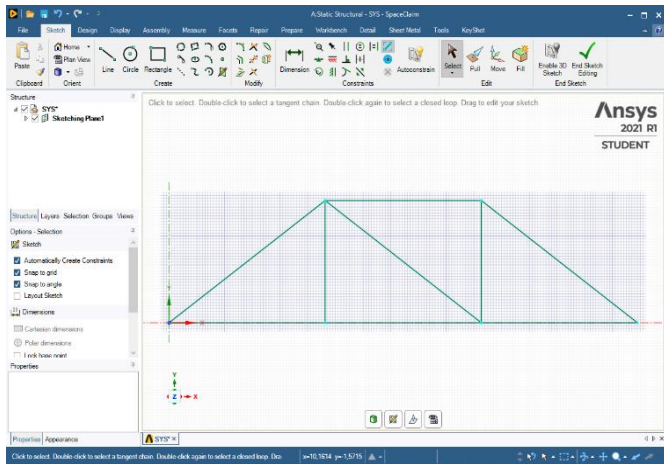 A:Static Structural - SYS - SpaceClaim
File Sketch Design Display Assembly Measure Facets Repair Prepare Workbench Detail Sheet Metal Tools KeyShot
Home
Plan View
Paste
Line Circle Rectangle
Dimension
Autoconstrain
Select Pull Move Fill
Enable 3D Sketch
End Sketch Editing
Clipboard Orient Create Modify Constraints Edit End Sketch
Structure
SYS*
Sketching Plane1
Click to select. Double-click to select a tangent chain. Double-click again to select a closed loop. Drag to edit your sketch
Ansys
2021 R1
STUDENT
Structure Layers Selection Groups Views
Options - Selection
Sketch
Automatically Create Constraints
Snap to grid
Snap to angle
Layout Sketch
Dimensions
Cartesian dimensions
Polar dimensions
Lock base point
Properties
Y
X
Y
Z X
Properties Appearance
SYS*
Click to select. Double-click to select a tangent chain. Double-click again to select a closed loop. Dra
x=10,1614 y=-1,5715